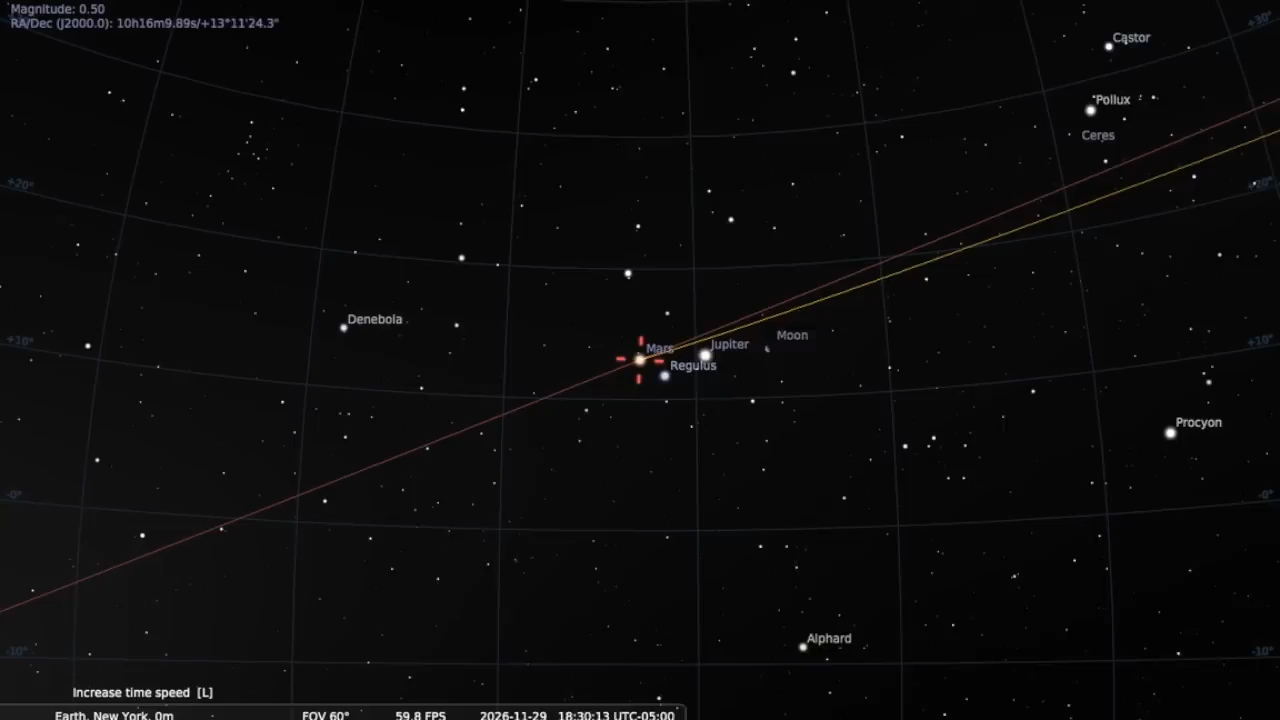 Magnitude: 0.50
RA/Dec (J2000.0): 10h16m9.89s/+13°11'24.3"
+30°
Castor
Pollux
Ceres
+20°
+20°
Denebola
Moon
+10°
Mars
Jupiter
+10°
Regulus
Procyon
-0°
-0°
Alphard
-10°
-10°
Increase time speed [L]
Earth, New York, 0m FOV 60° 59.8 FPS 2026-11-29 18:30:13 UTC-05:00